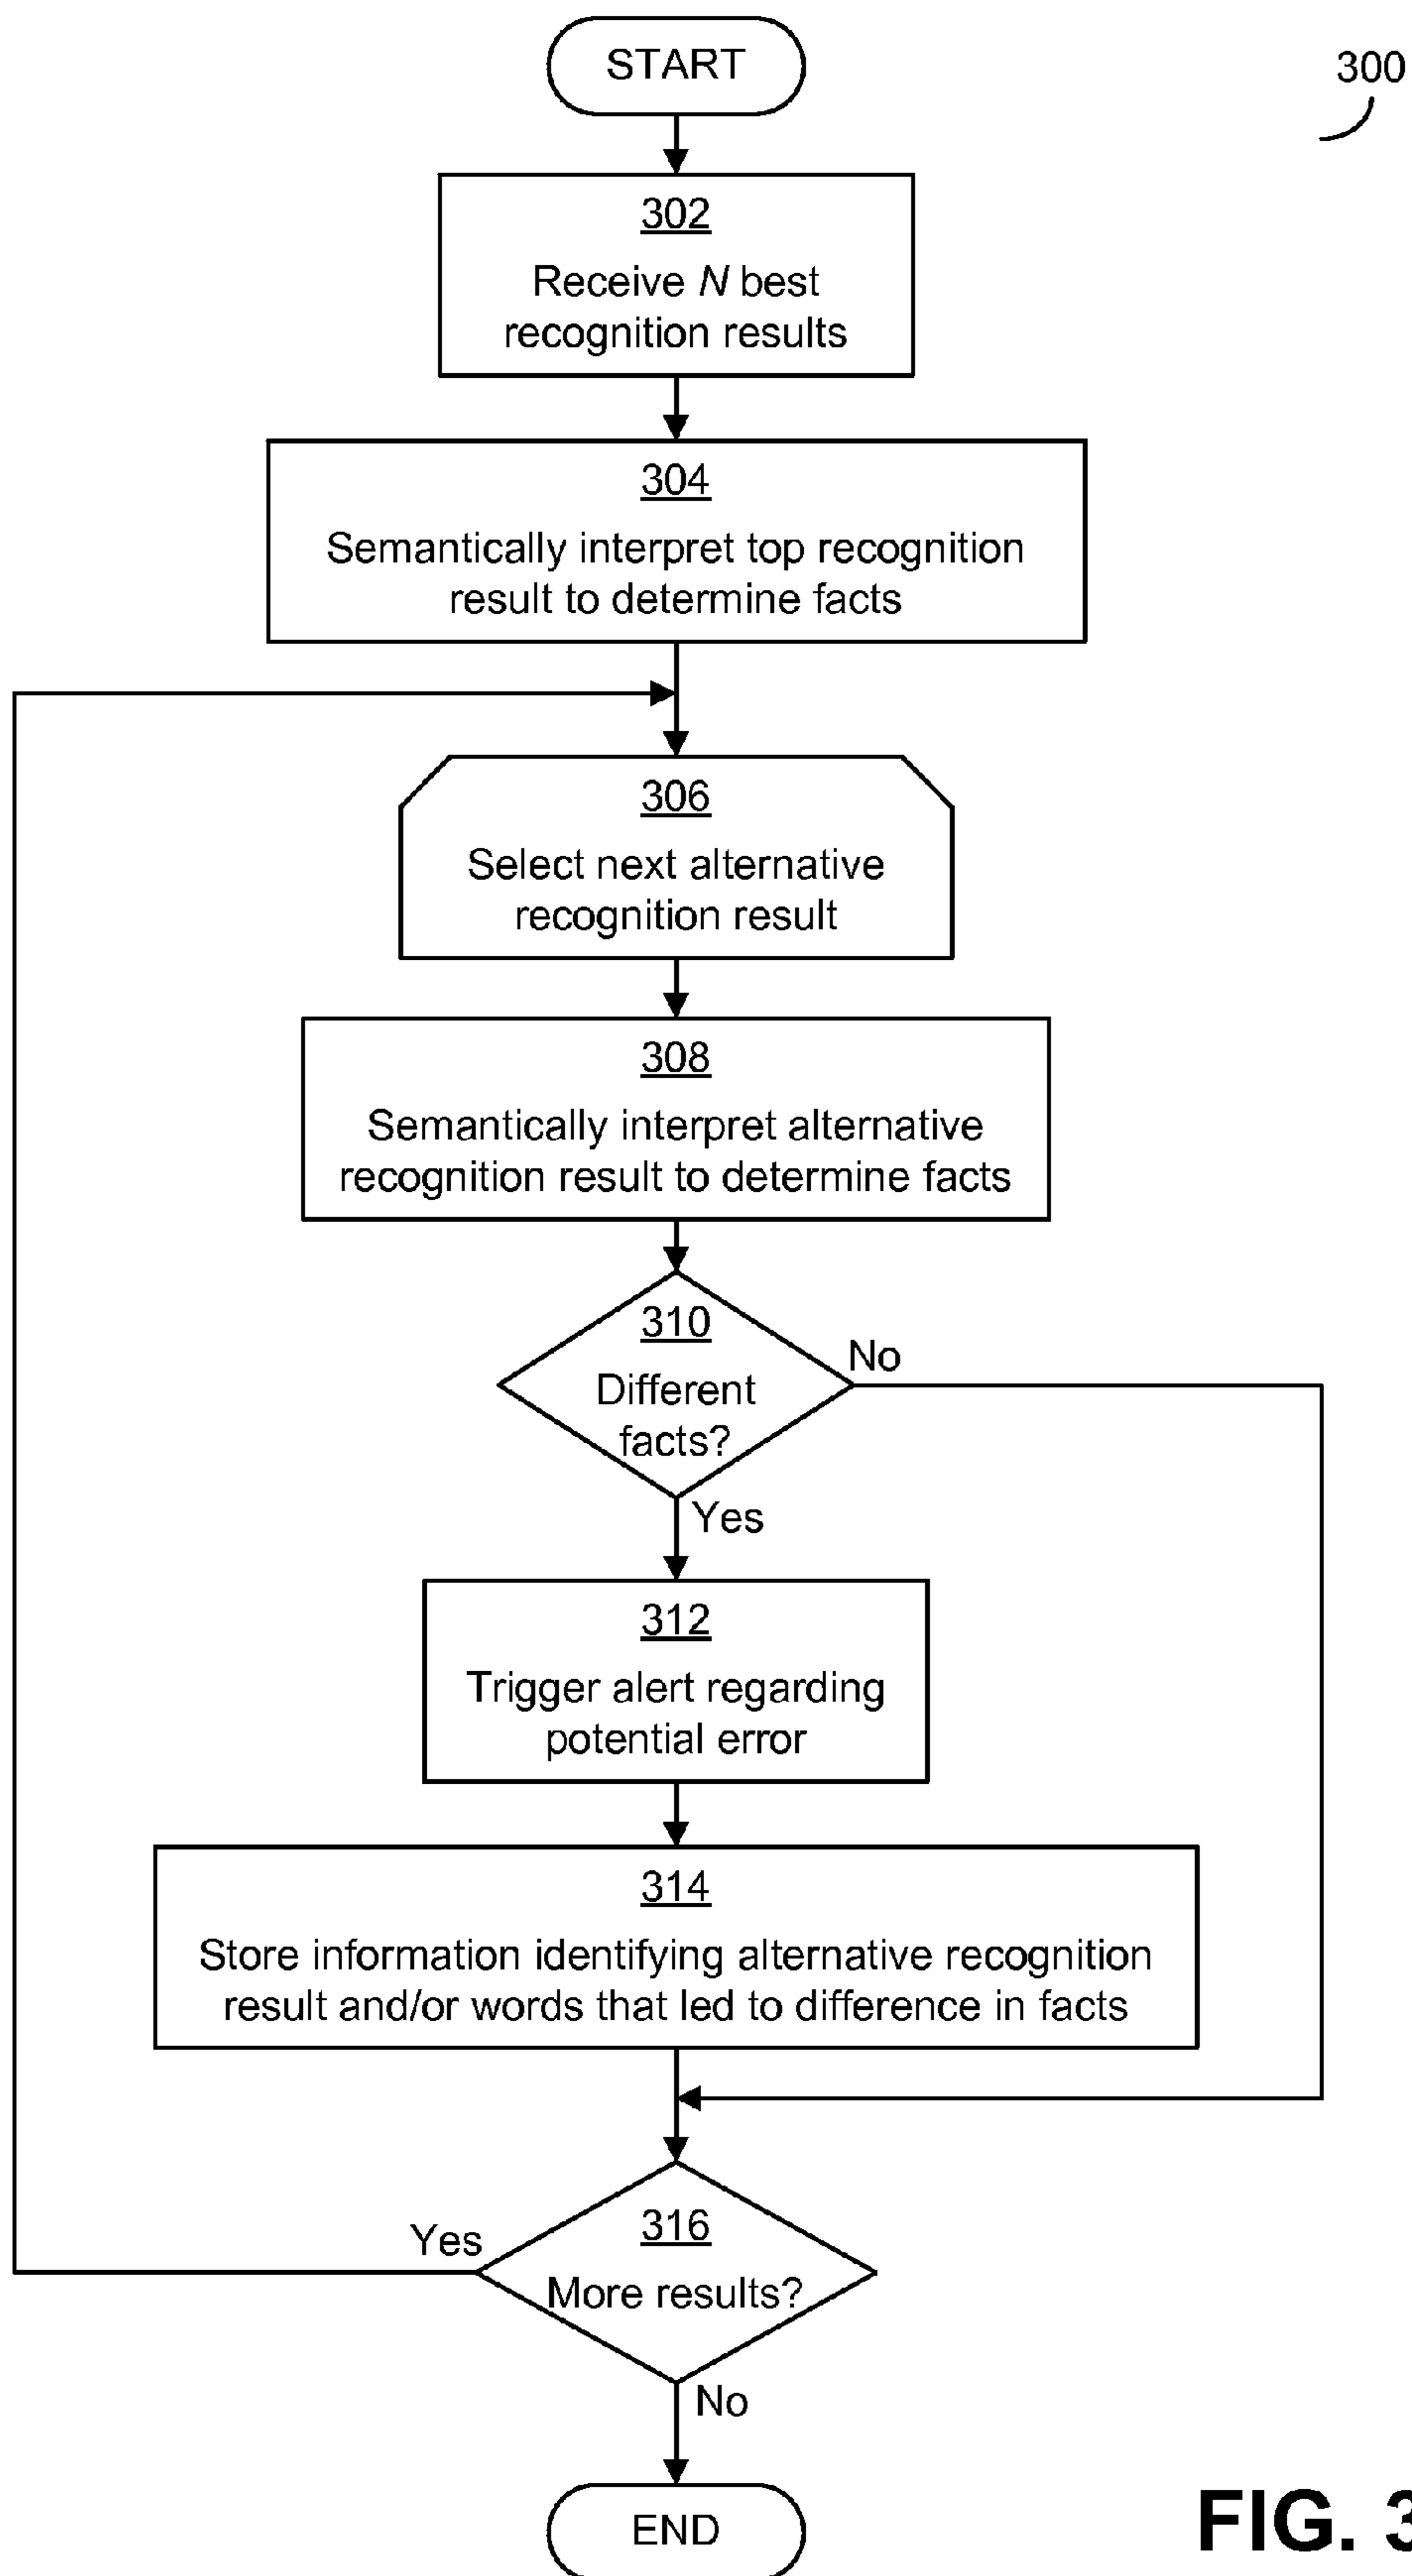 START
300
302
Receive N best
recognition results
304
Semantically interpret top recognition
result to determine facts
306
Select next alternative
recognition result
308
Semantically interpret alternative
recognition result to determine facts
310
Different
facts?
No
Yes
312
Trigger alert regarding
potential error
314
Store information identifying alternative recognition
result and/or words that led to difference in facts
316
More results?
Yes
No
END
FIG. 3